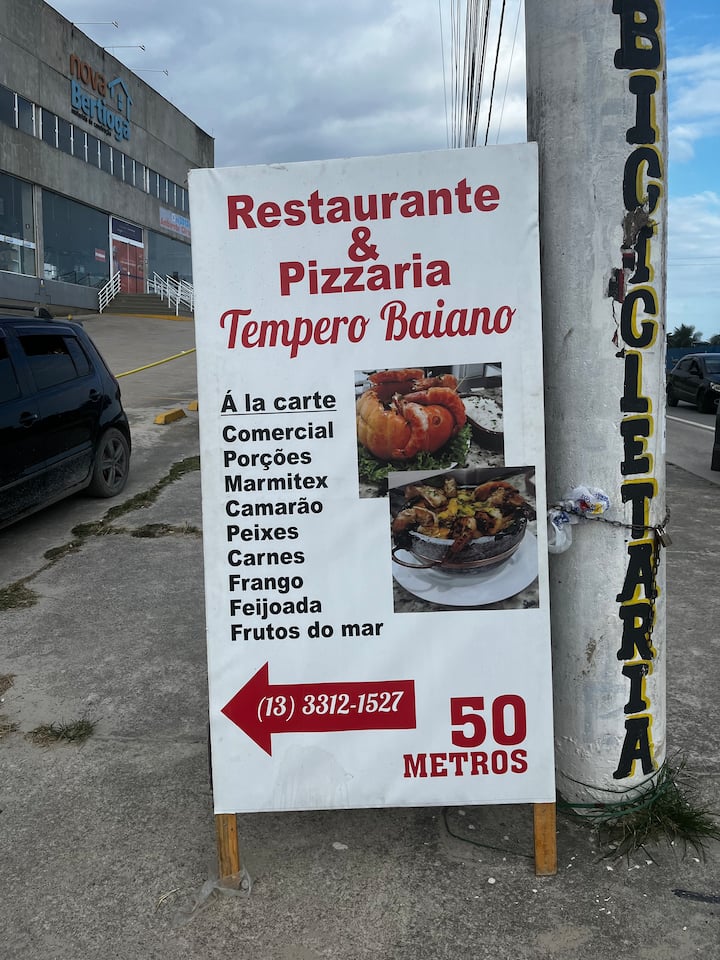 nova
Bertioga
Restaurante
&
Pizzaria
Tempero Baiano
Á la carte
Comercial
Porções
Marmitex
Camarão
Peixes
Carnes
Frango
Feijoada
Frutos do mar
(13) 3312-1527
50
METROS
BICICLETARIA